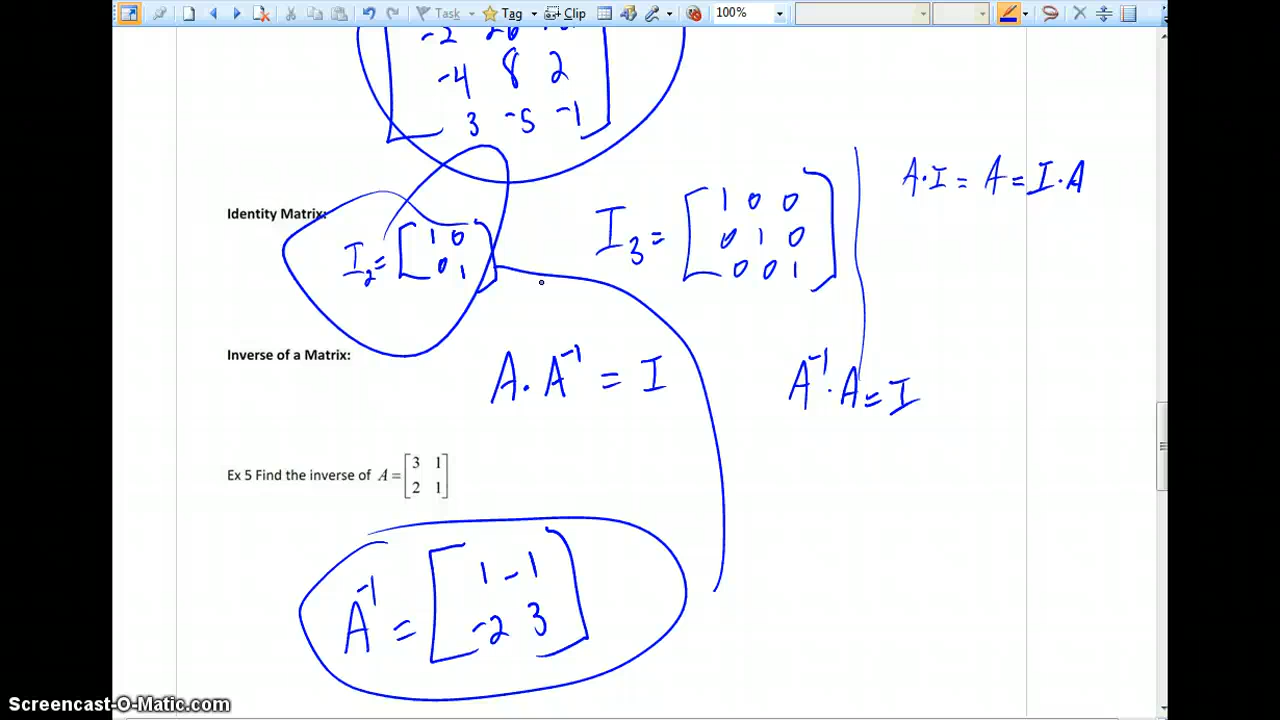 Task Tag Clip 100%
-2 20
-4 8 2
3 -5 -1
A·I = A = I·A
Identity Matrix:
I₂ = [1 0
0 1]
I₃ = [1 0 0
0 1 0
0 0 1]
Inverse of a Matrix:
A·A⁻¹ = I
A⁻¹·A = I
Ex 5 Find the inverse of A = [3 1
2 1]
A⁻¹ = [1 -1
-2 3]
Screencast-O-Matic.com